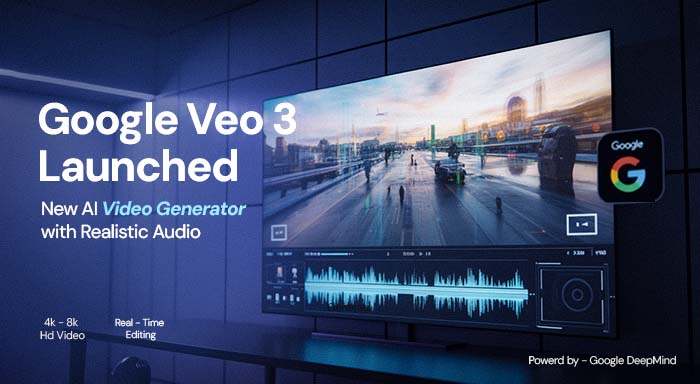 Google Veo 3
Launched
New AI Video Generator
with Realistic Audio
Google
4k - 8k
Hd Video
Real - Time
Editing
Powerd by - Google DeepMind